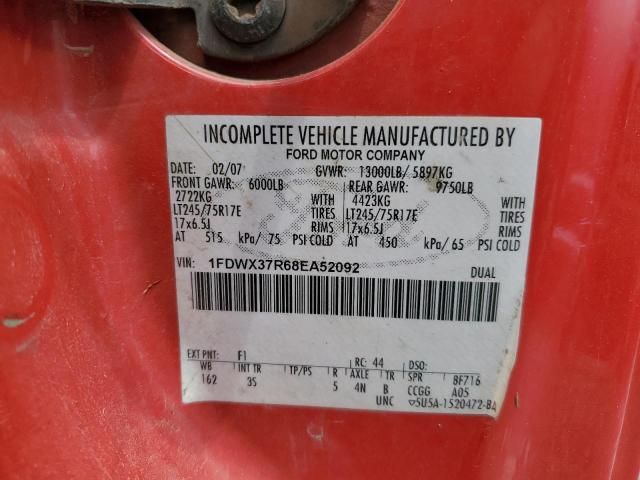 INCOMPLETE VEHICLE MANUFACTURED BY
FORD MOTOR COMPANY
DATE: 02/07 GVWR: 13000LB/ 5897KG
FRONT GAWR: 6000LB REAR GAWR: 9750LB
2722KG WITH 4423KG WITH
LT245/75R17E TIRES LT245/75R17E TIRES
17x6.5J RIMS 17x6.5J RIMS
AT 515 kPa/ 75 PSI COLD AT 450 kPa/ 65 PSI COLD
VIN: 1FDWX37R68EA52092 DUAL
EXT PNT: F1 RC: 44 DSO:
WB INT TR TP/PS R AXLE TR SPR 8F716
162 3S 5 4N B CCGG A05
UNC ▽5U5A-1520472-BA